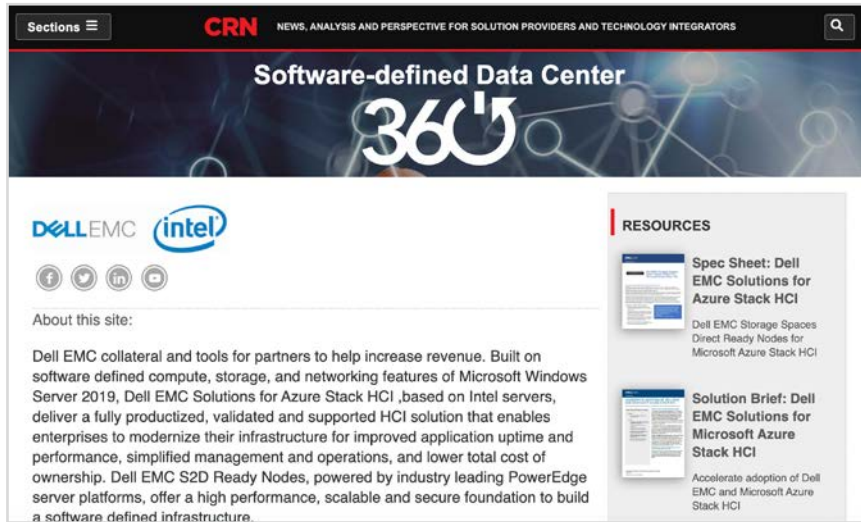 Sections
CRN
NEWS, ANALYSIS AND PERSPECTIVE FOR SOLUTION PROVIDERS AND TECHNOLOGY INTEGRATORS
Software-defined Data Center
360
DELLEMC
intel
About this site:
Dell EMC collateral and tools for partners to help increase revenue. Built on
software defined compute, storage, and networking features of Microsoft Windows
Server 2019, Dell EMC Solutions for Azure Stack HCI ,based on Intel servers,
deliver a fully productized, validated and supported HCI solution that enables
enterprises to modernize their infrastructure for improved application uptime and
performance, simplified management and operations, and lower total cost of
ownership. Dell EMC S2D Ready Nodes, powered by industry leading PowerEdge
server platforms, offer a high performance, scalable and secure foundation to build
a software defined infrastructure.
RESOURCES
Spec Sheet: Dell
EMC Solutions for
Azure Stack HCI
Dell EMC Storage Spaces
Direct Ready Nodes for
Microsoft Azure Stack HCI
Solution Brief: Dell
EMC Solutions for
Microsoft Azure
Stack HCI
Accelerate adoption of Dell
EMC and Microsoft Azure
Stack HCI